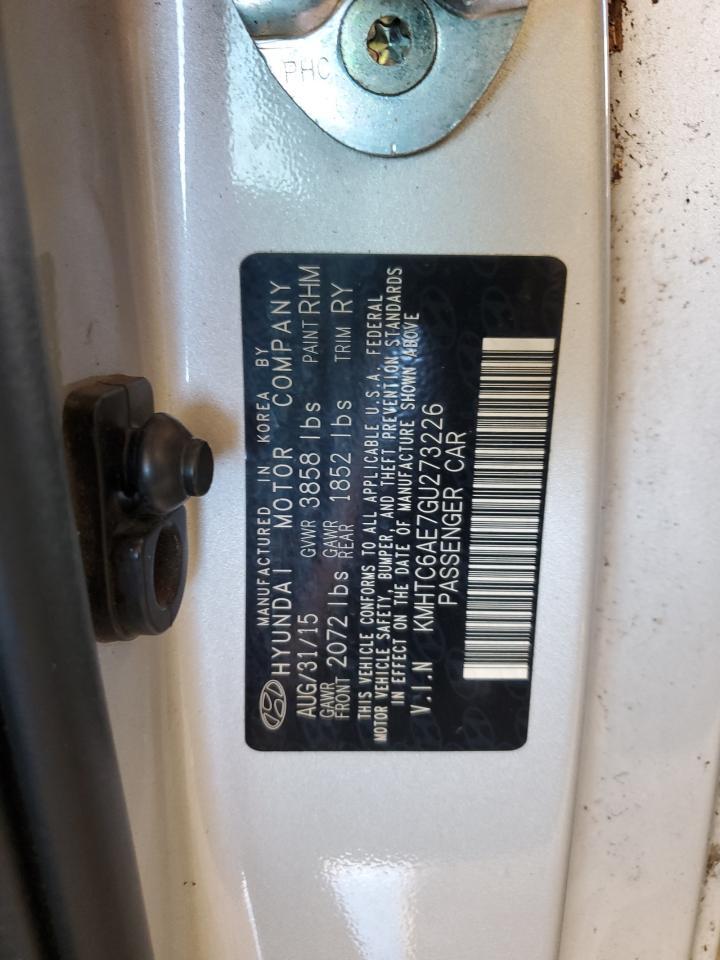 PHC
MANUFACTURED IN KOREA BY
HYUNDAI MOTOR COMPANY
AUG/31/15 GVWR 3858 lbs PAINT RHM
GAWR FRONT 2072 lbs GAWR REAR 1852 lbs TRIM RY
THIS VEHICLE CONFORMS TO ALL APPLICABLE U.S.A. FEDERAL
MOTOR VEHICLE SAFETY, BUMPER, AND THEFT PREVENTION STANDARDS
IN EFFECT ON THE DATE OF MANUFACTURE SHOWN ABOVE
V.I.N KMHTC6AE7GU273226
PASSENGER CAR